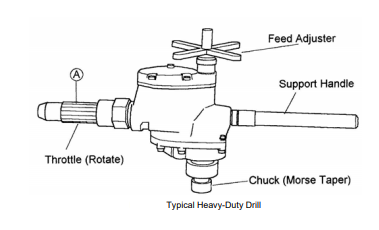 Feed Adjuster
A
Support Handle
Throttle (Rotate)
Chuck (Morse Taper)
Typical Heavy-Duty Drill